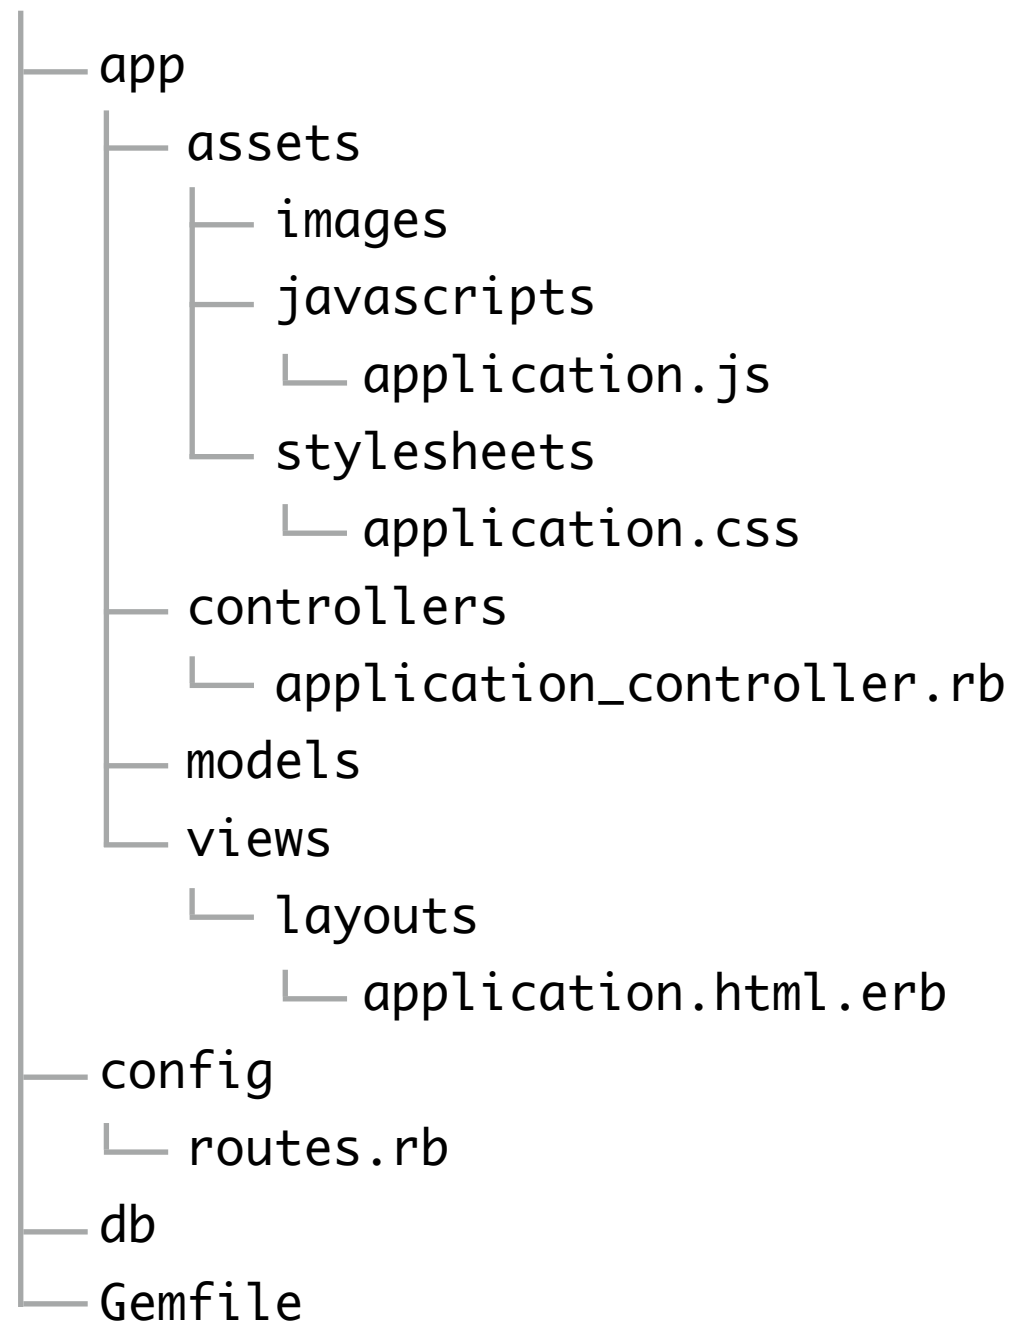 app
assets
images
javascripts
application.js
stylesheets
application.css
controllers
application_controller.rb
models
views
layouts
application.html.erb
config
routes.rb
db
Gemfile